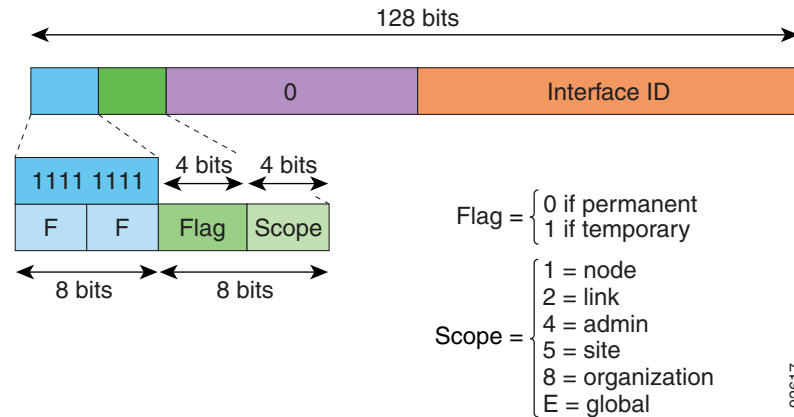 128 bits
0 Interface ID
4 bits 4 bits
1111 1111
F F Flag Scope
8 bits 8 bits
Flag = 0 if permanent
1 if temporary
Scope = 1 = node
2 = link
4 = admin
5 = site
8 = organization
E = global